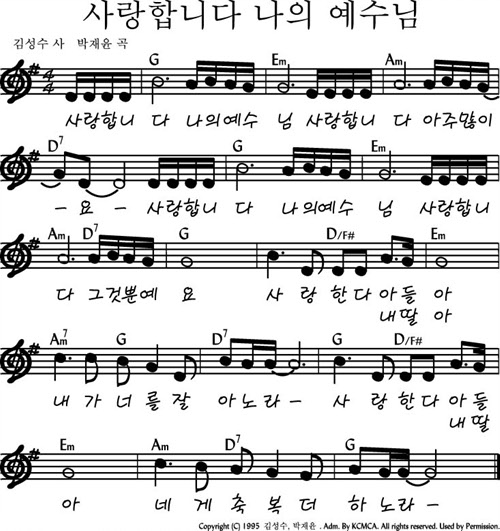 사랑합니다 나의 예수님
김성수 사 박재윤 곡
G Em Am
4 4
사랑합니 다 나의예수 님 사랑합니 다 아주많이
D7 G Em
- 요 - 사랑합니 다 나의예수 님 사랑합니
Am D7 G D/F# Em
다 그것뿐예 요 사 랑 한다 아들 아
내딸 아
Am7 G D7 G D/F#
내 가 너 를 잘 아노라 - 사 랑 한다 아들
내딸
Em Am D7 G
아 네 게 축 복 더 하 노라 -
Copyright (C) 1995 김성수, 박재윤 . Adm. By KCMCA. All rights reserved. Used by Permission.